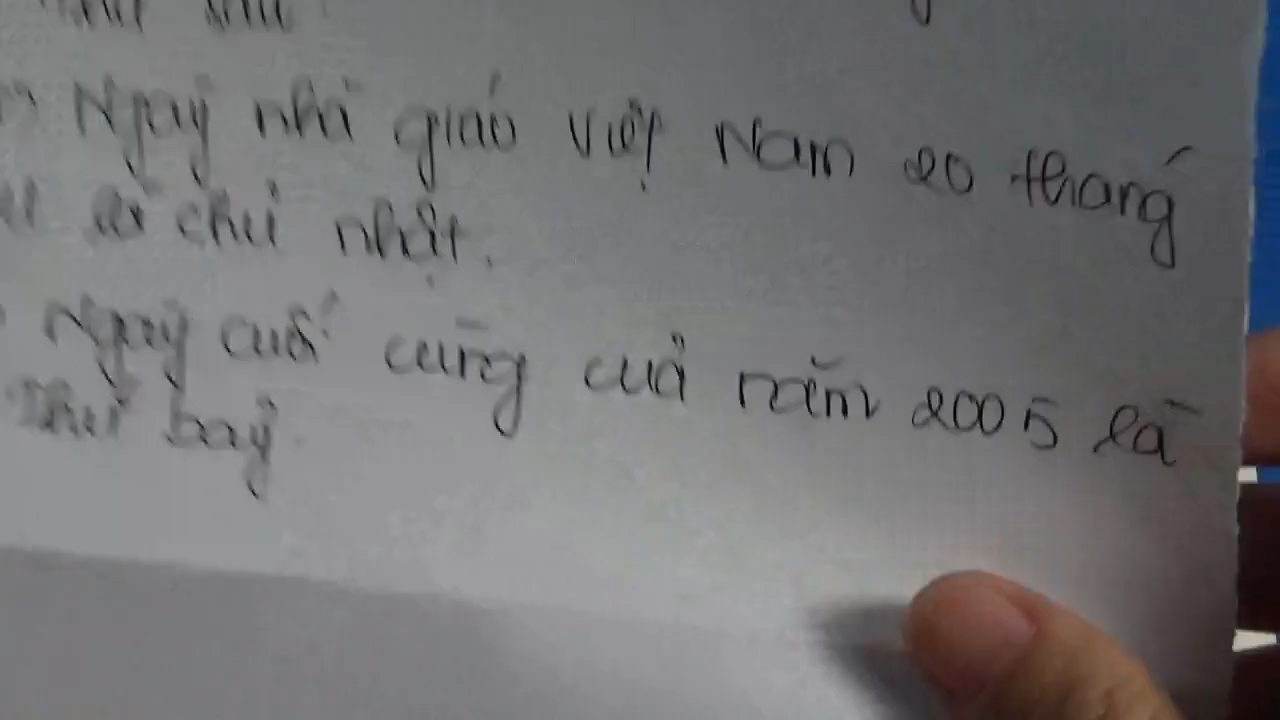 Ngày nhà giáo Việt Nam 20 tháng
là chủ nhật.
Ngày cuối cùng của năm 2005 là
Thứ bảy